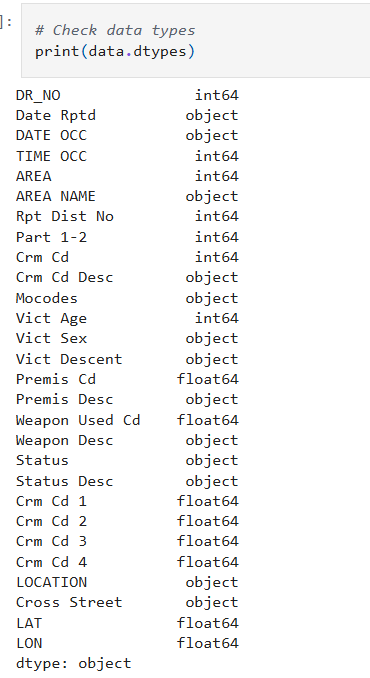 ]:
# Check data types
print(data.dtypes)
DR_NO int64
Date Rptd object
DATE OCC object
TIME OCC int64
AREA int64
AREA NAME object
Rpt Dist No int64
Part 1-2 int64
Crm Cd int64
Crm Cd Desc object
Mocodes object
Vict Age int64
Vict Sex object
Vict Descent object
Premis Cd float64
Premis Desc object
Weapon Used Cd float64
Weapon Desc object
Status object
Status Desc object
Crm Cd 1 float64
Crm Cd 2 float64
Crm Cd 3 float64
Crm Cd 4 float64
LOCATION object
Cross Street object
LAT float64
LON float64
dtype: object